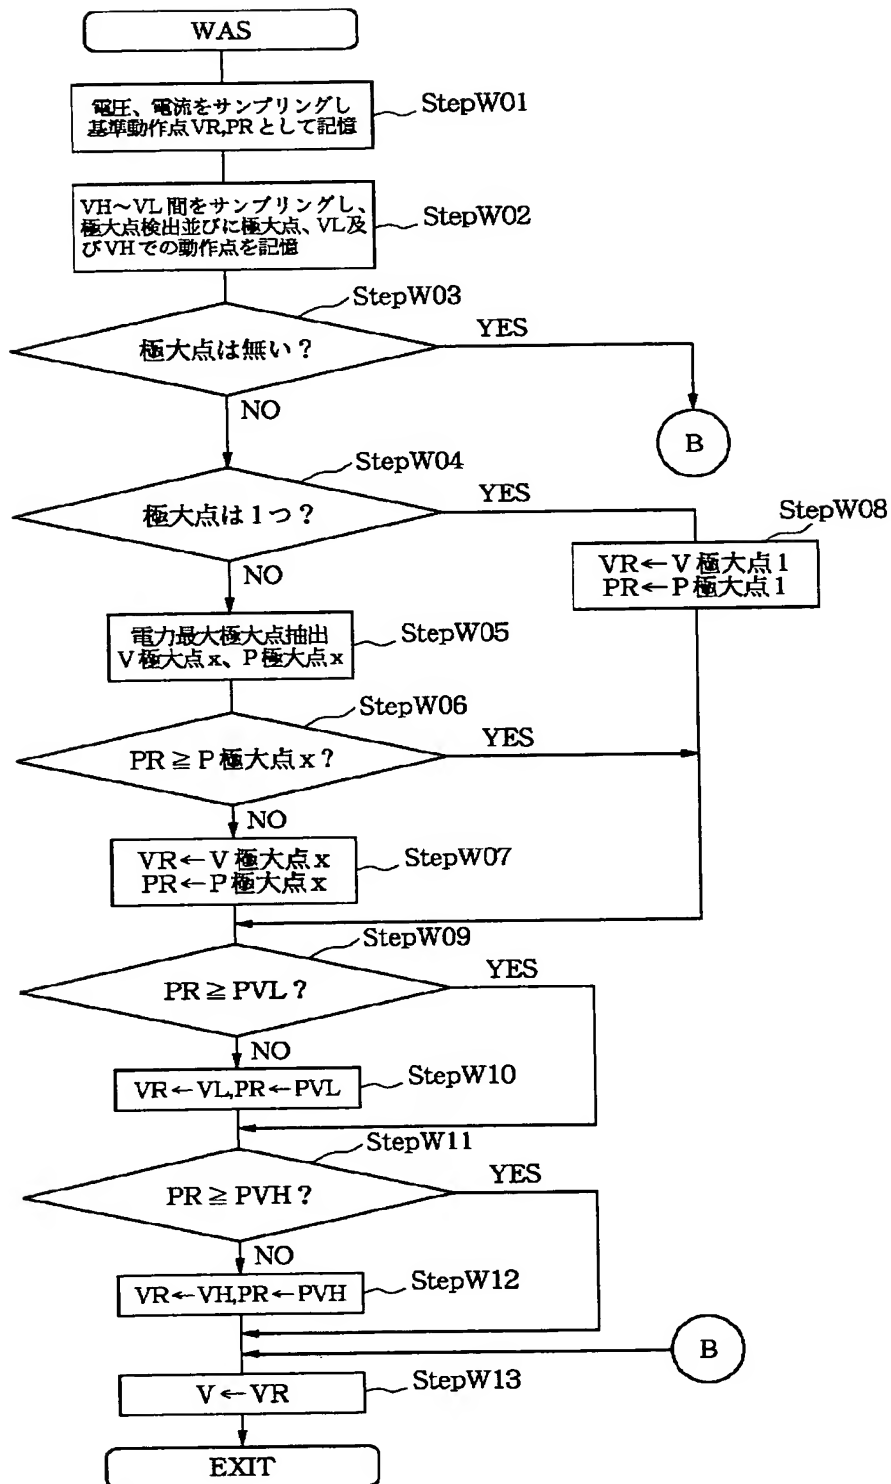 WAS
電圧、電流をサンプリングし
基準動作点VR,PRとして記憶
StepW01
VH～VL間をサンプリングし、
極大点検出並びに極大点、VL及
びVHでの動作点を記憶
StepW02
StepW03
極大点は無い？
YES
NO
B
StepW04
極大点は1つ？
YES
NO
StepW08
VR←V極大点1
PR←P極大点1
電力最大極大点抽出
V極大点x、P極大点x
StepW05
StepW06
PR≧P極大点x？
YES
NO
VR←V極大点x
PR←P極大点x
StepW07
StepW09
PR≧PVL？
YES
NO
VR←VL,PR←PVL
StepW10
StepW11
PR≧PVH？
YES
NO
VR←VH,PR←PVH
StepW12
B
V←VR
StepW13
EXIT